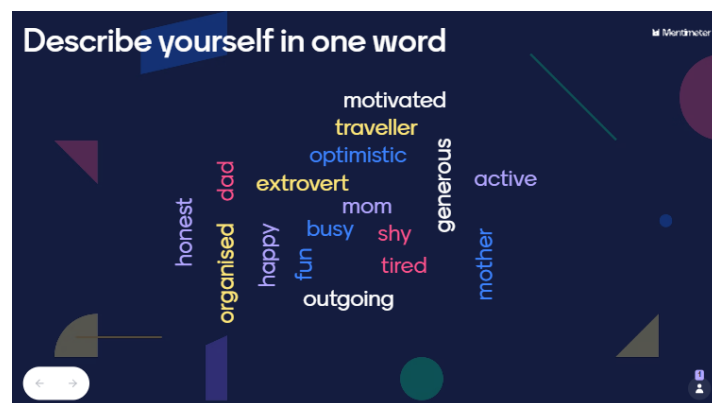 Describe yourself in one word
Mentimeter
motivated
traveller
optimistic
generous
active
dad
extrovert
mom
honest
organised
happy
busy
shy
fun
tired
mother
outgoing
1